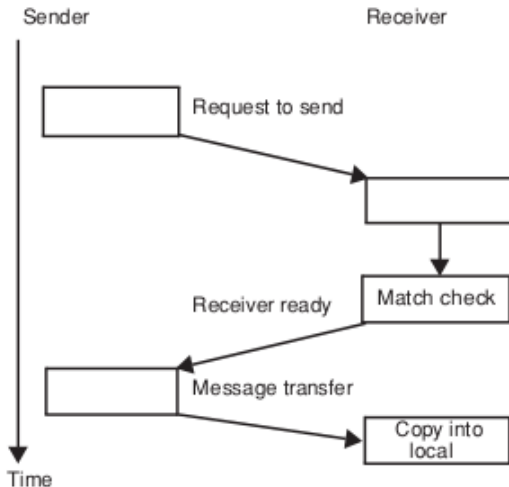 Sender
Receiver
Request to send
Match check
Receiver ready
Message transfer
Copy into
local
Time